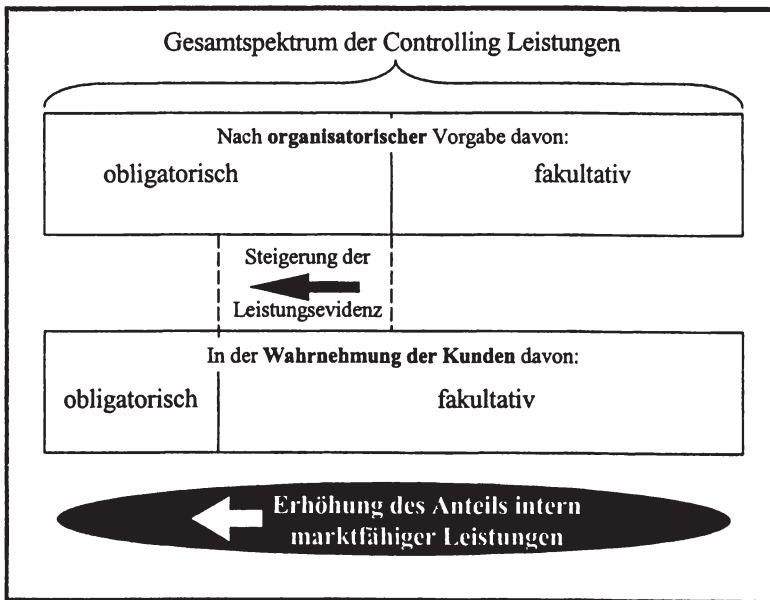 Gesamtspektrum der Controlling Leistungen
Nach organisatorischer Vorgabe davon:
obligatorisch
fakultativ
Steigerung der
Leistungsevidenz
In der Wahrnehmung der Kunden davon:
obligatorisch
fakultativ
Erhöhung des Anteils intern
marktfähiger Leistungen